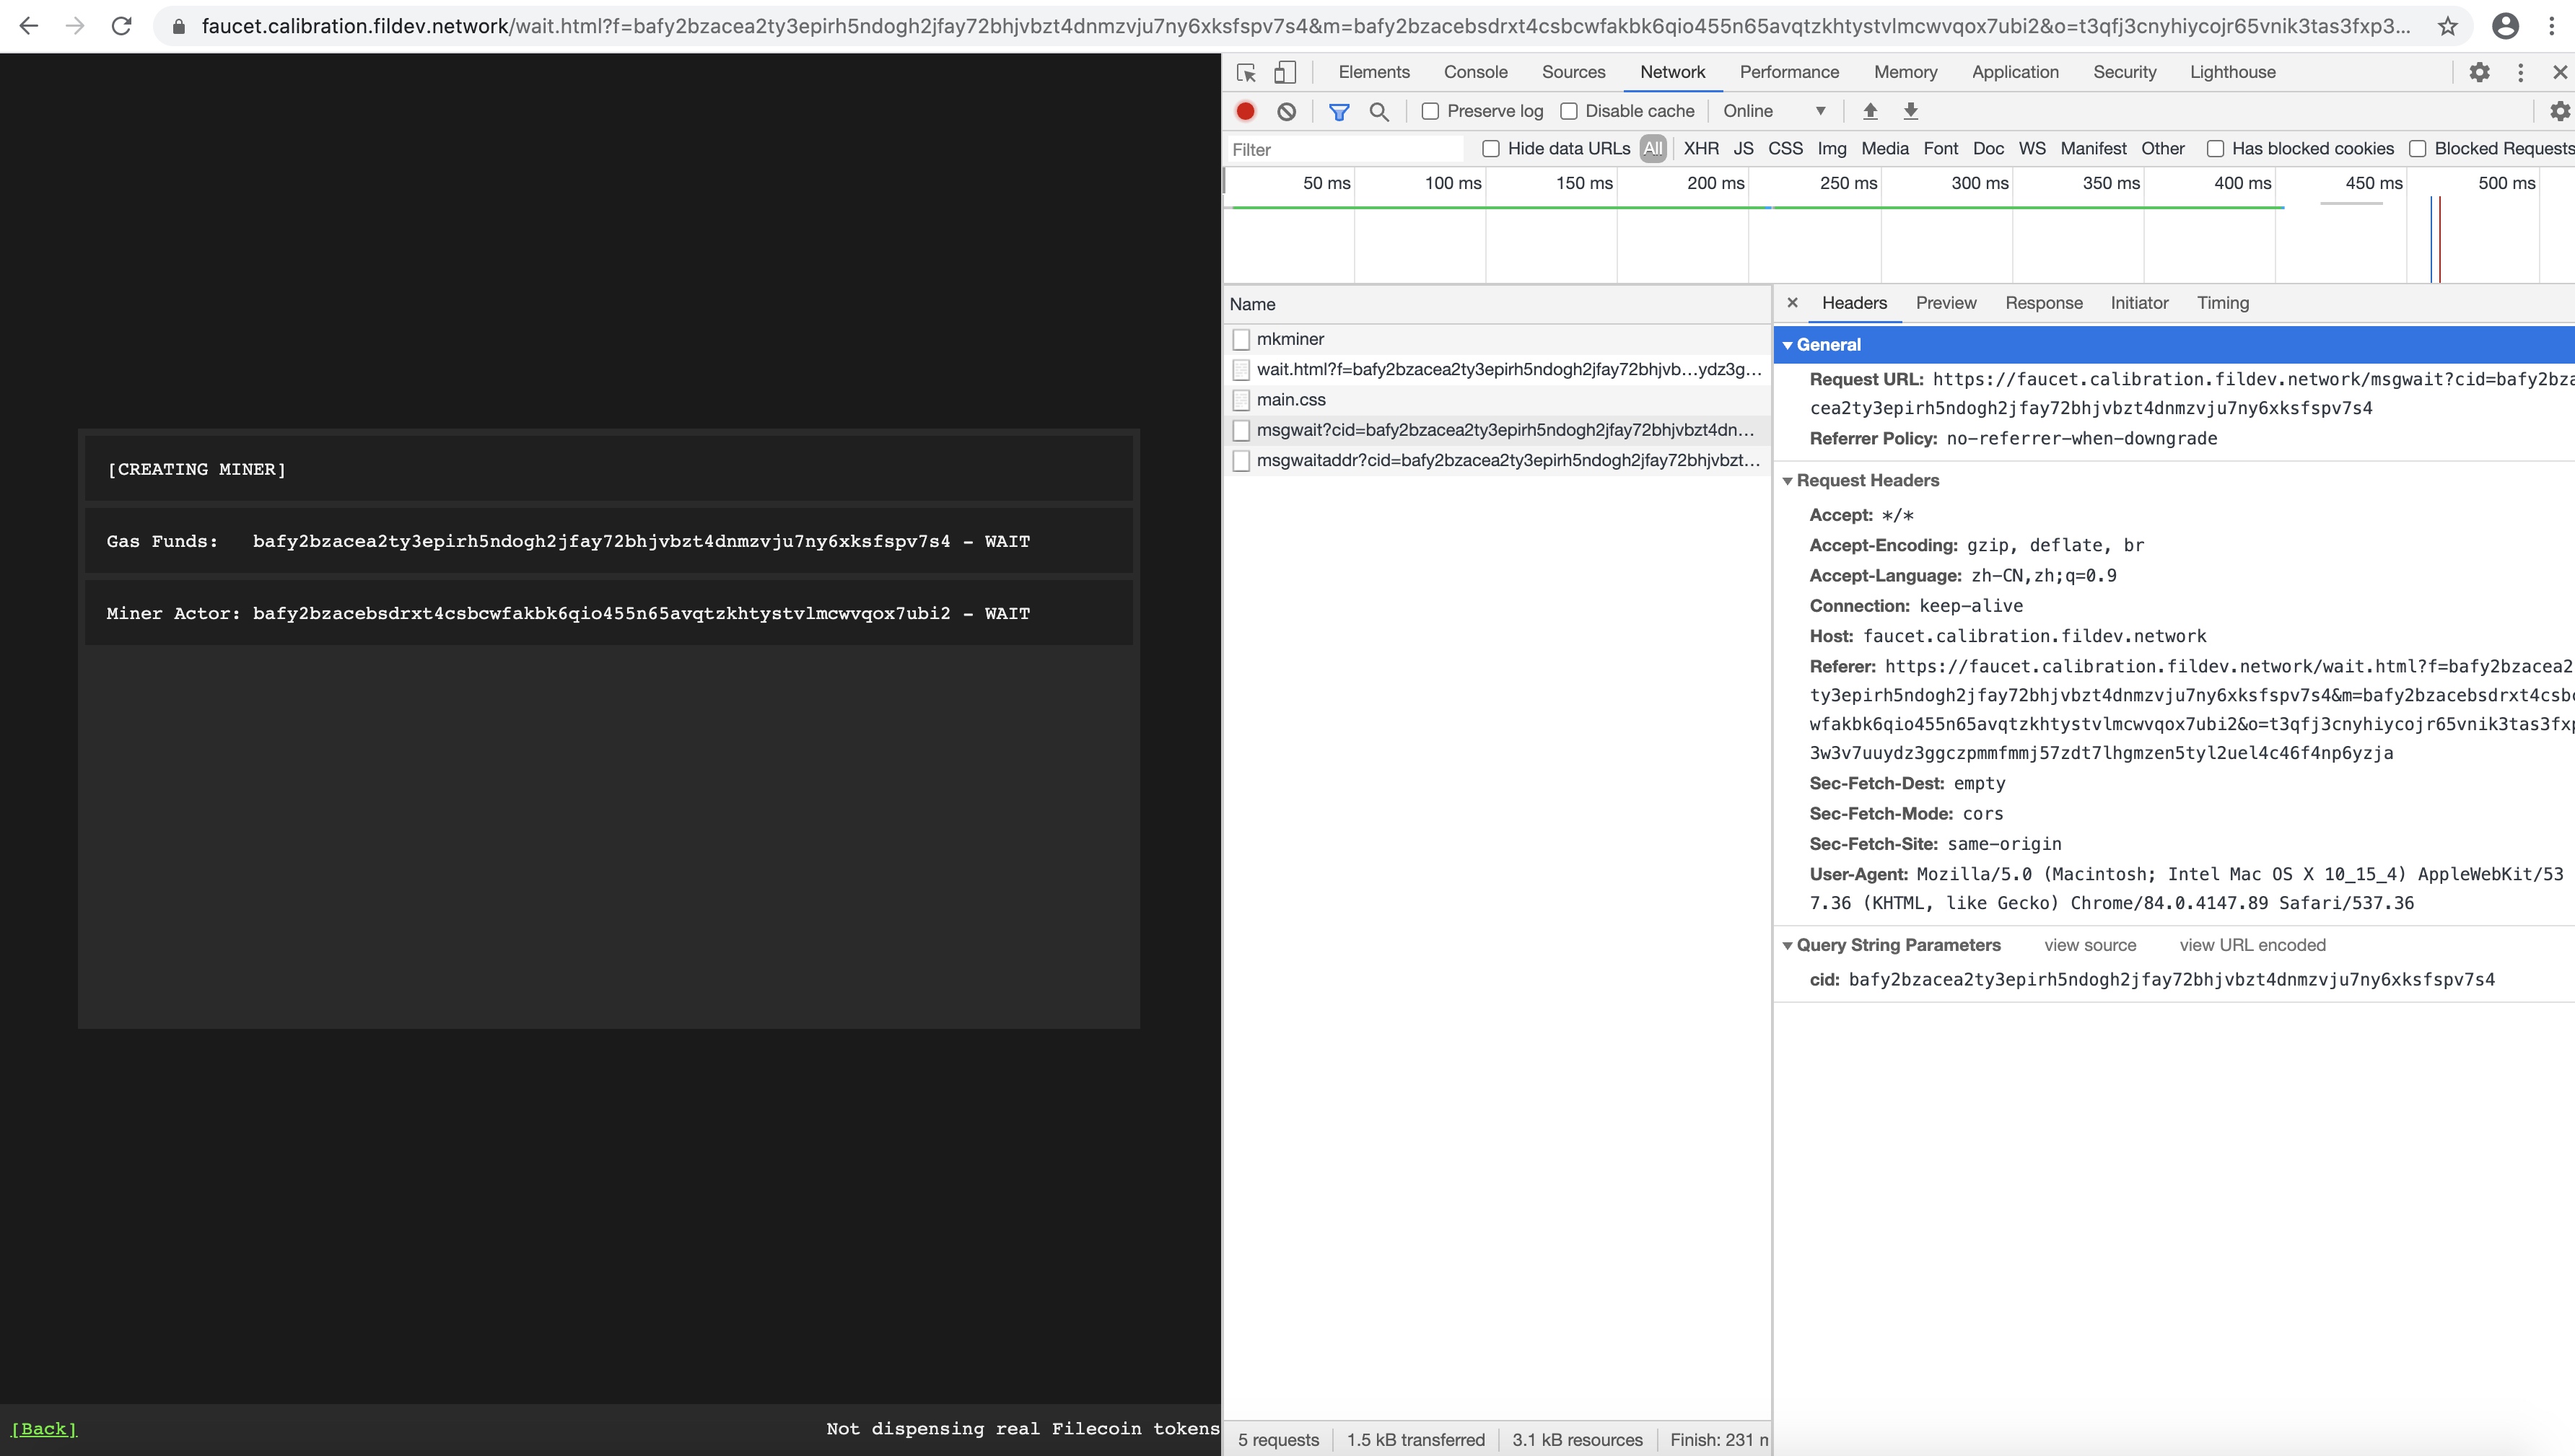 faucet.calibration.fildev.network/wait.html?f=bafy2bzacea2ty3epirh5ndogh2jfay72bhjvbzt4dnmzvju7ny6xksfspv7s4&m=bafy2bzacebsdrxt4csbcwfakbk6qio455n65avqtzkhtystvlmcwvqox7ubi2&o=t3qfj3cnyhiycojr65vnik3tas3fxp3...
[CREATING MINER]
Gas Funds: bafy2bzacea2ty3epirh5ndogh2jfay72bhjvbzt4dnmzvju7ny6xksfspv7s4 - WAIT
Miner Actor: bafy2bzacebsdrxt4csbcwfakbk6qio455n65avqtzkhtystvlmcwvqox7ubi2 - WAIT
[Back]
Not dispensing real Filecoin tokens
Elements Console Sources Network Performance Memory Application Security Lighthouse
Preserve log Disable cache Online
Filter Hide data URLs All XHR JS CSS Img Media Font Doc WS Manifest Other Has blocked cookies Blocked Requests
50 ms 100 ms 150 ms 200 ms 250 ms 300 ms 350 ms 400 ms 450 ms 500 ms
Name
mkminer
wait.html?f=bafy2bzacea2ty3epirh5ndogh2jfay72bhjvb...ydz3g...
main.css
msgwait?cid=bafy2bzacea2ty3epirh5ndogh2jfay72bhjvbzt4dn...
msgwaitaddr?cid=bafy2bzacea2ty3epirh5ndogh2jfay72bhjvbzt...
5 requests 1.5 kB transferred 3.1 kB resources Finish: 231 n
Headers Preview Response Initiator Timing
General
Request URL: https://faucet.calibration.fildev.network/msgwait?cid=bafy2bza
cea2ty3epirh5ndogh2jfay72bhjvbzt4dnmzvju7ny6xksfspv7s4
Referrer Policy: no-referrer-when-downgrade
Request Headers
Accept: */*
Accept-Encoding: gzip, deflate, br
Accept-Language: zh-CN,zh;q=0.9
Connection: keep-alive
Host: faucet.calibration.fildev.network
Referer: https://faucet.calibration.fildev.network/wait.html?f=bafy2bzacea2
ty3epirh5ndogh2jfay72bhjvbzt4dnmzvju7ny6xksfspv7s4&m=bafy2bzacebsdrxt4csbc
wfakbk6qio455n65avqtzkhtystvlmcwvqox7ubi2&o=t3qfj3cnyhiycojr65vnik3tas3fxp
3w3v7uuydz3ggczpmmfmmj57zdt7lhgmzen5tyl2uel4c46f4np6yzja
Sec-Fetch-Dest: empty
Sec-Fetch-Mode: cors
Sec-Fetch-Site: same-origin
User-Agent: Mozilla/5.0 (Macintosh; Intel Mac OS X 10_15_4) AppleWebKit/53
7.36 (KHTML, like Gecko) Chrome/84.0.4147.89 Safari/537.36
Query String Parameters view source view URL encoded
cid: bafy2bzacea2ty3epirh5ndogh2jfay72bhjvbzt4dnmzvju7ny6xksfspv7s4